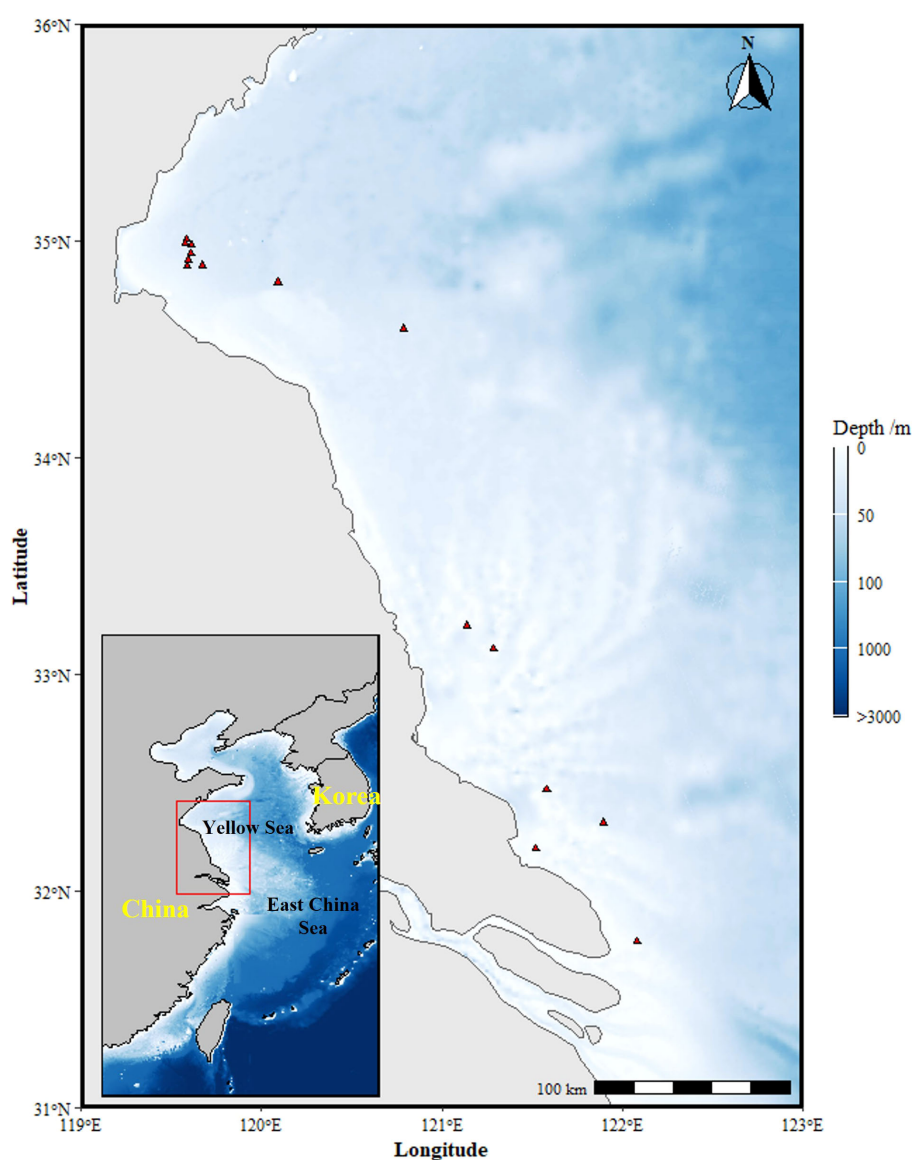 36°N
N
35°N
34°N
33°N
32°N
31°N
Latitude
Depth /m
0
50
100
1000
>3000
Korea
Yellow Sea
China
East China
Sea
100 km
119°E
120°E
121°E
122°E
123°E
Longitude